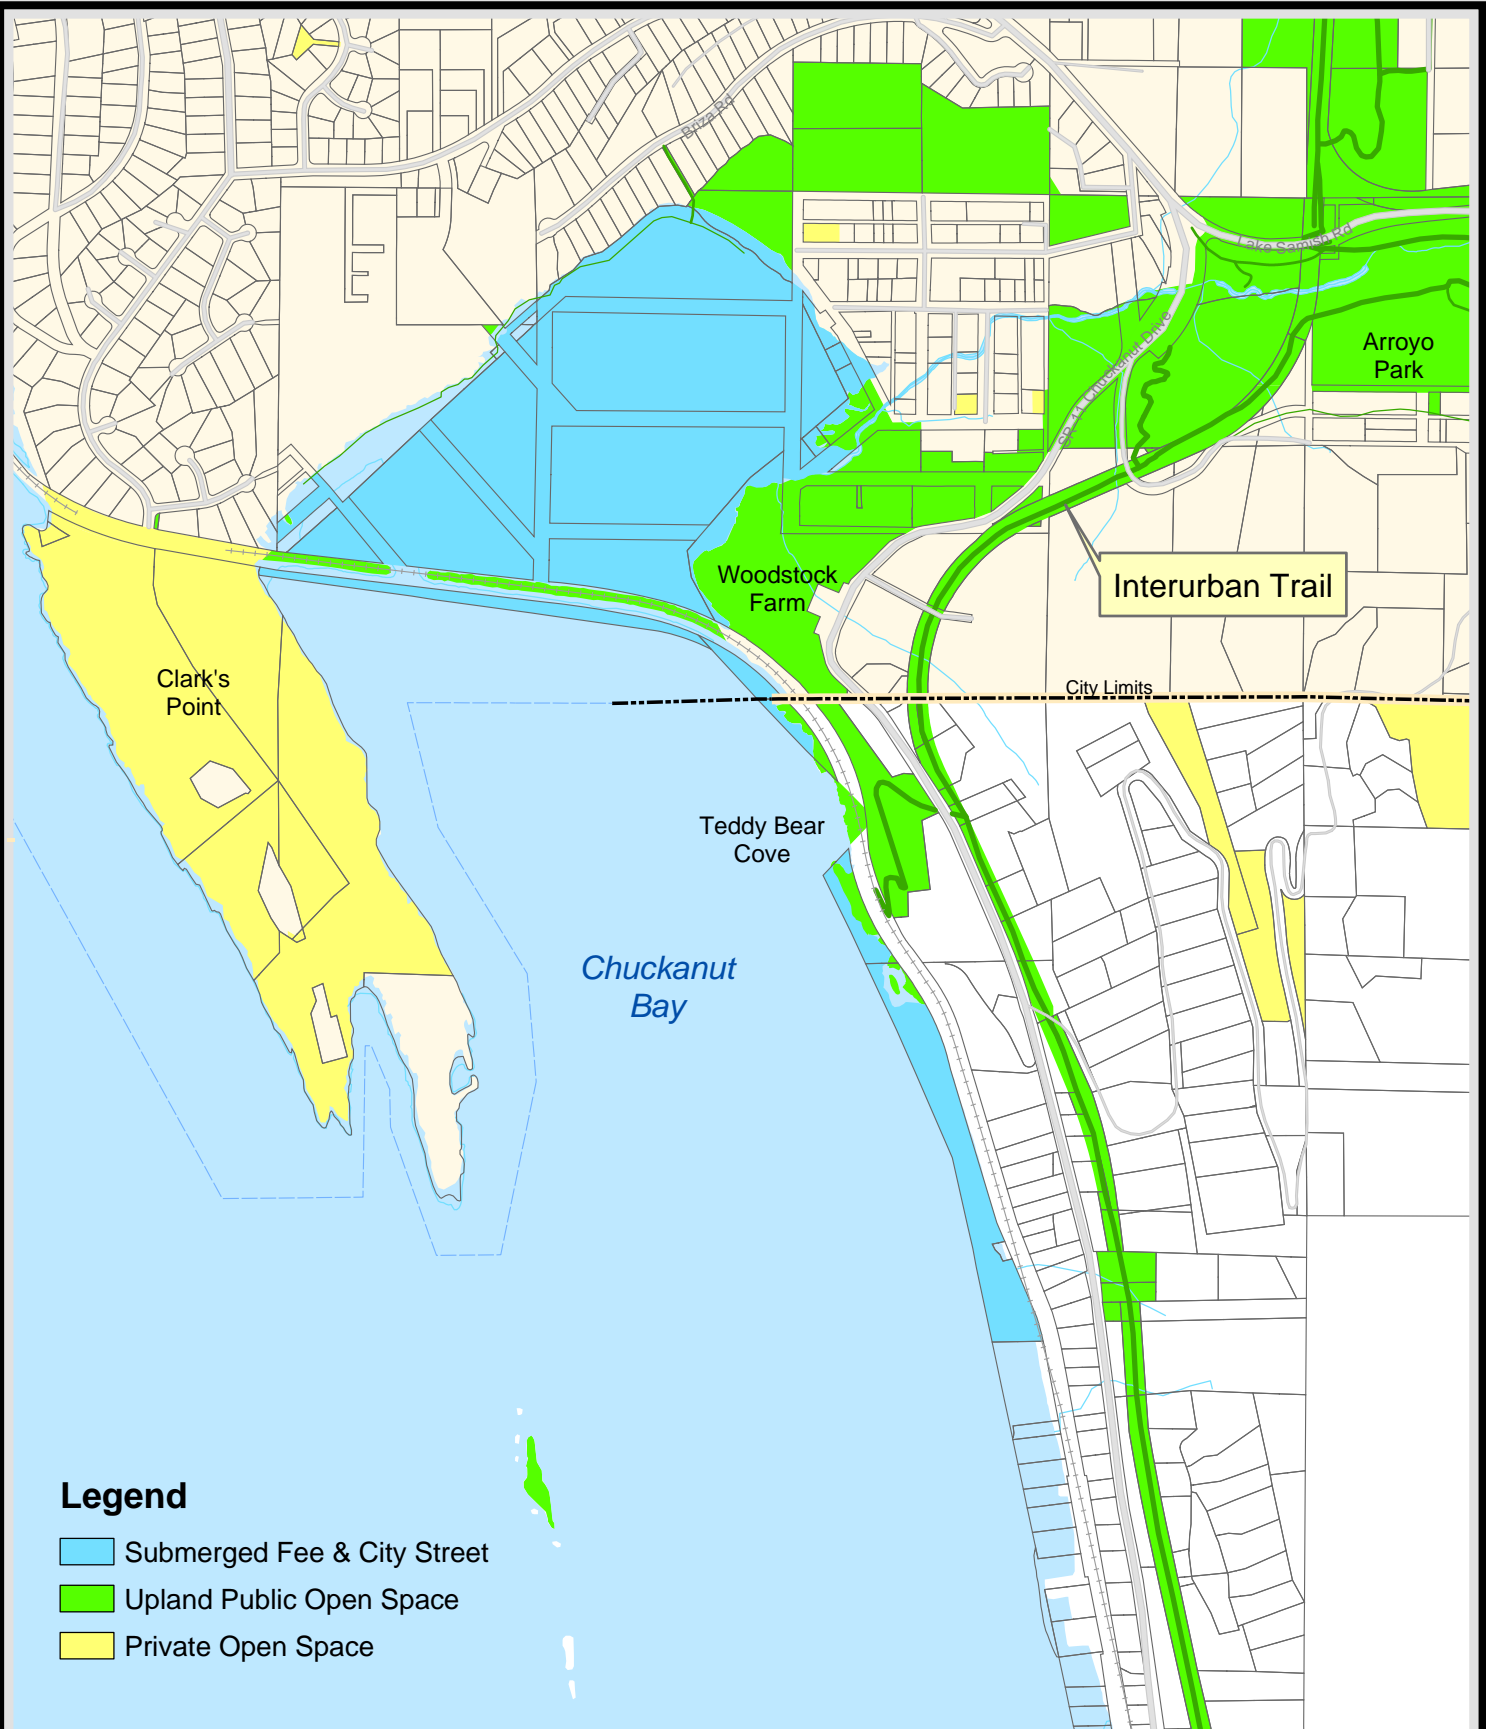 Briza Rd
Lake Samish Rd
Arroyo
Park
SR-11 Chuckanut Drive
Woodstock
Farm
Interurban Trail
Clark's
Point
City Limits
Teddy Bear
Cove
Chuckanut
Bay
Legend
Submerged Fee & City Street
Upland Public Open Space
Private Open Space